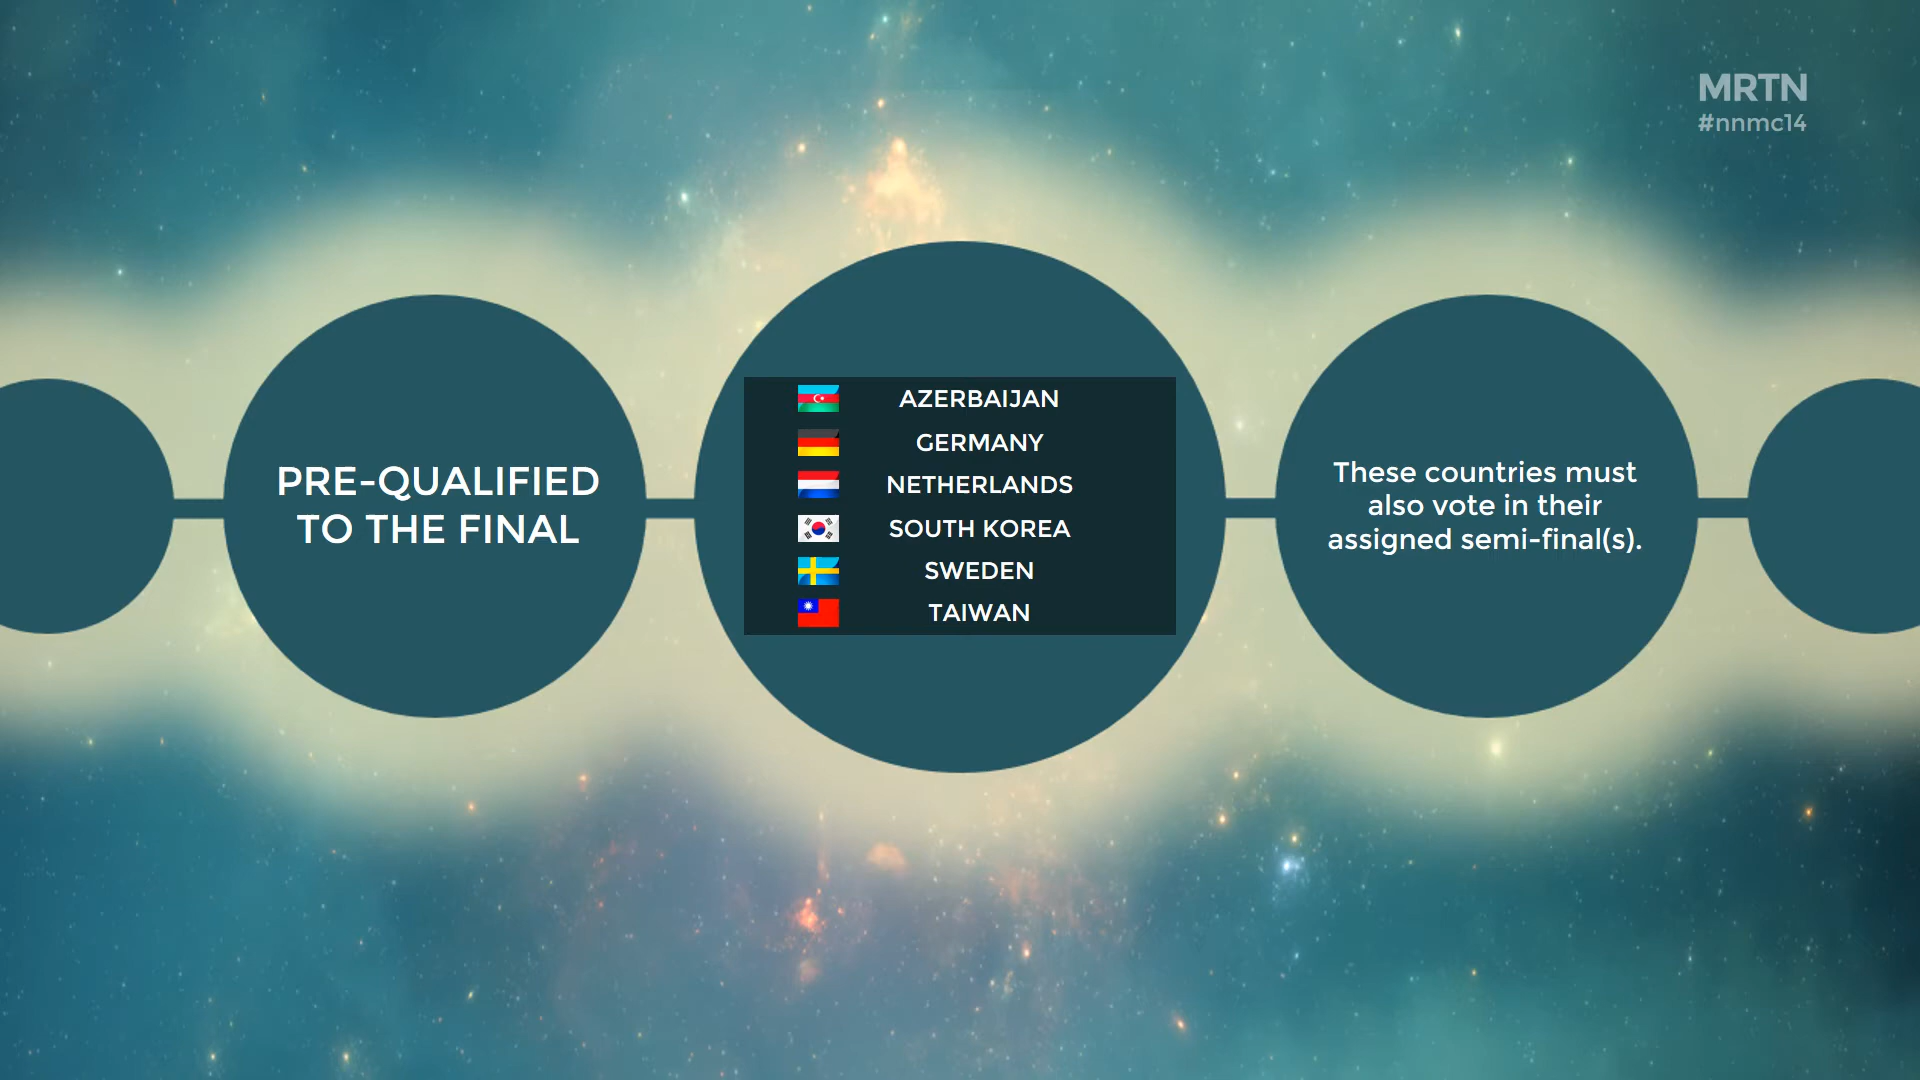 MRTN
#nnmc14
PRE-QUALIFIED
TO THE FINAL
AZERBAIJAN
GERMANY
NETHERLANDS
SOUTH KOREA
SWEDEN
TAIWAN
These countries must
also vote in their
assigned semi-final(s).